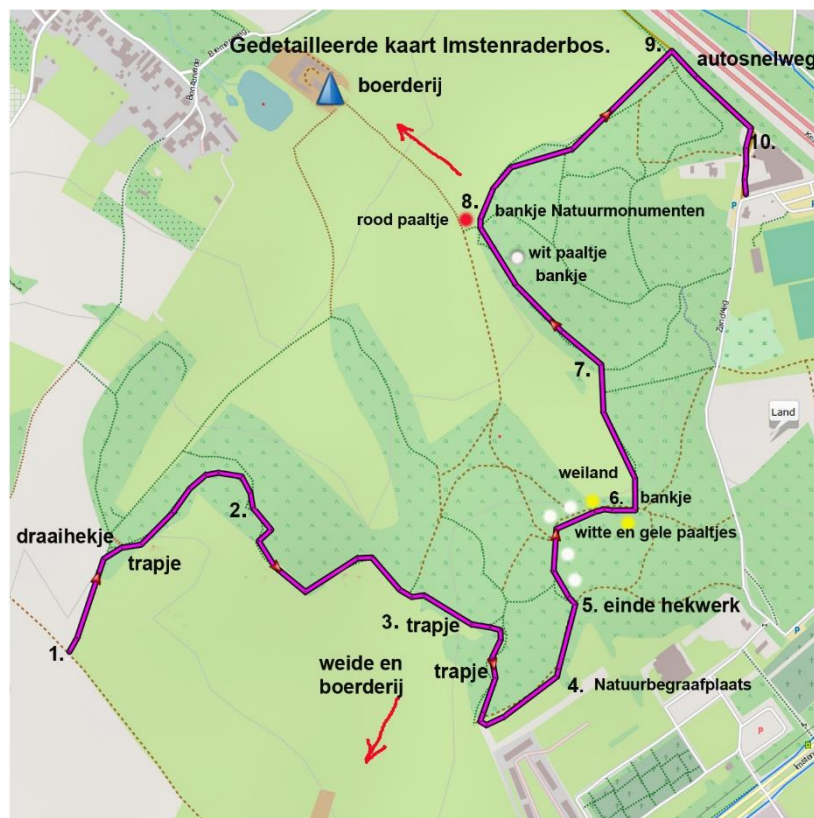 Gedetailleerde kaart Imstenraderbos.
9.
autosnelweg
boerderij
10.
P
P
8.
bankje Natuurmonumenten
rood paaltje
wit paaltje
bankje
Zandweg
7.
Land
weiland
6.
bankje
2.
witte en gele paaltjes
draaihekje
trapje
5. einde hekwerk
3. trapje
P
1.
trapje
weide en
boerderij
4. Natuurbegraafplaats
P